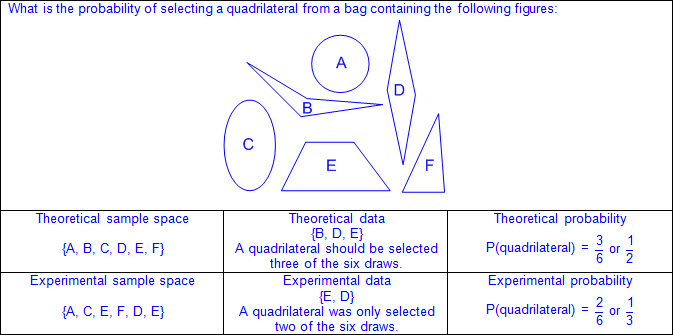 What is the probability of selecting a quadrilateral from a bag containing the following figures:
A
D
B
C
E
F
Theoretical sample space
{A, B, C, D, E, F}
Theoretical data
{B, D, E}
A quadrilateral should be selected
three of the six draws.
Theoretical probability
P(quadrilateral) = 3/6 or 1/2
Experimental sample space
{A, C, E, F, D, E}
Experimental data
{E, D}
A quadrilateral was only selected
two of the six draws.
Experimental probability
P(quadrilateral) = 2/6 or 1/3